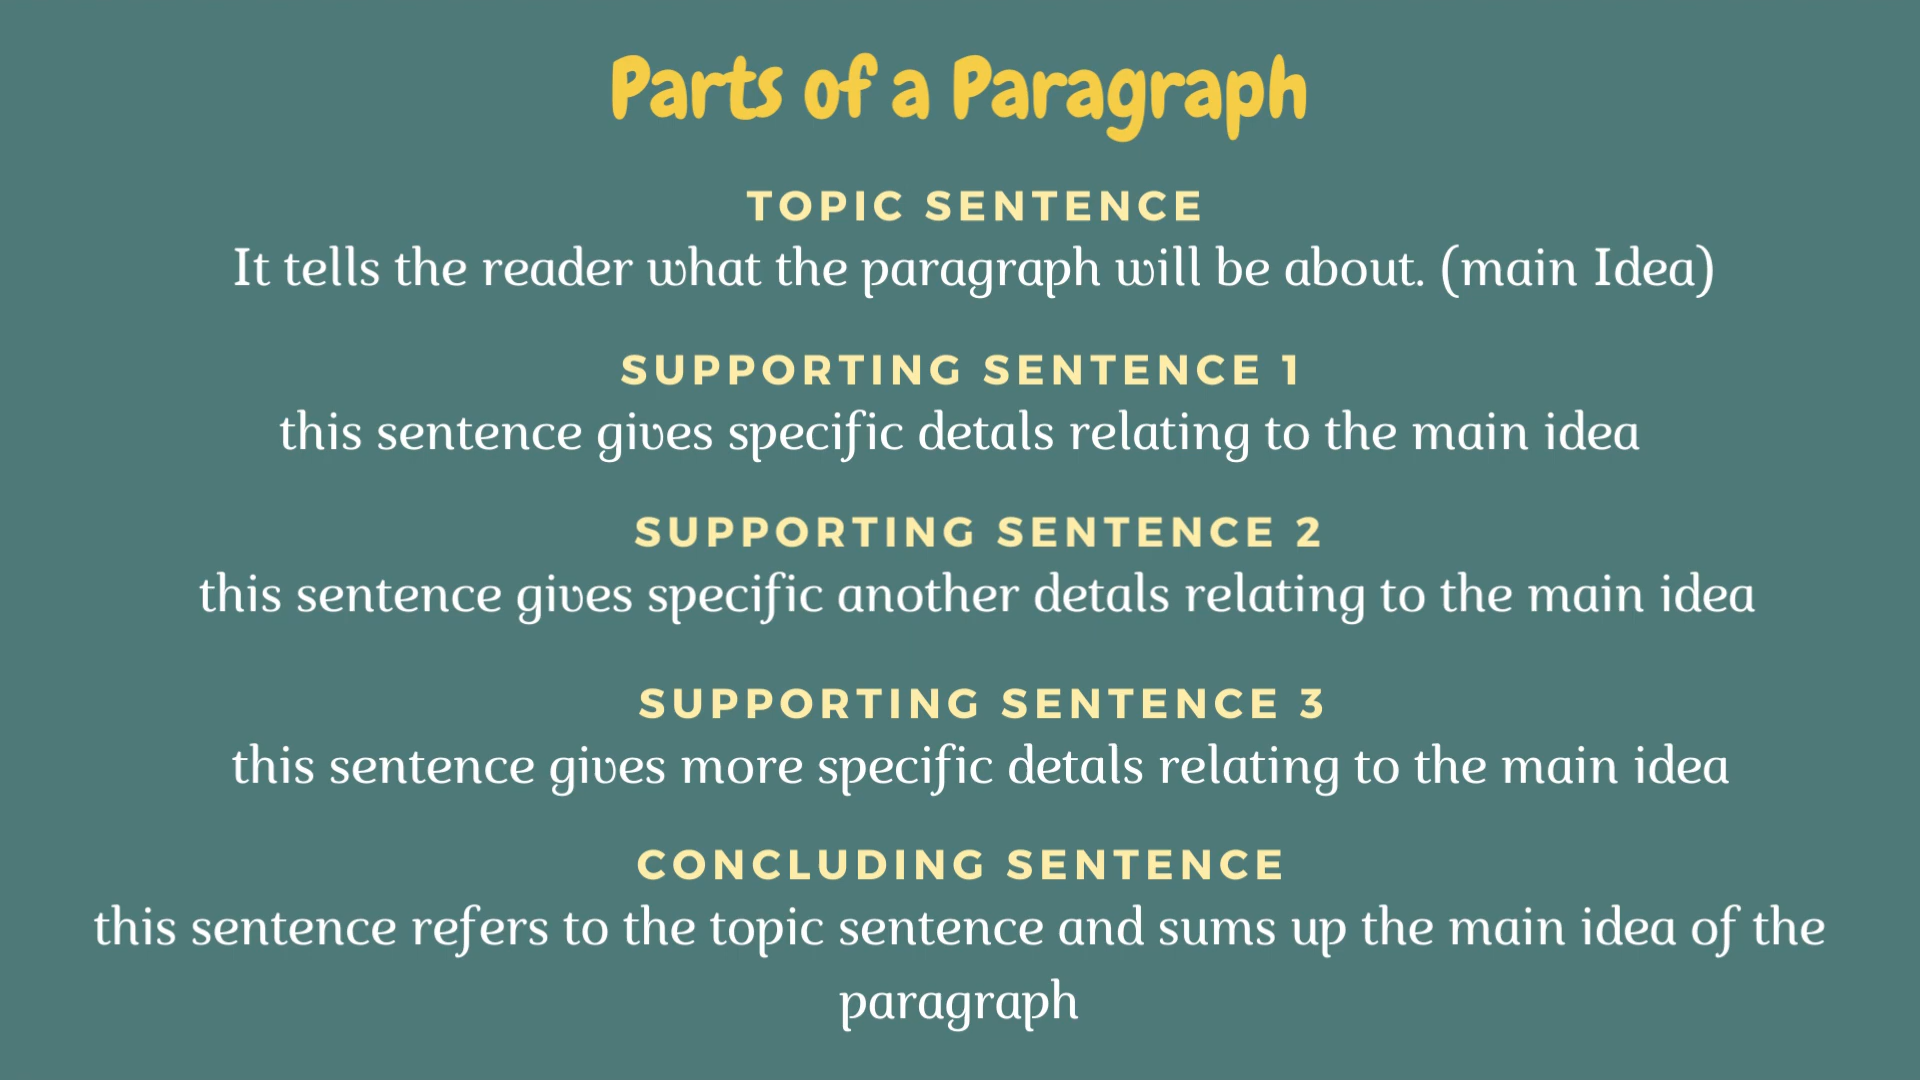 Parts of a Paragraph
TOPIC SENTENCE
It tells the reader what the paragraph will be about. (main Idea)
SUPPORTING SENTENCE 1
this sentence gives specific detals relating to the main idea
SUPPORTING SENTENCE 2
this sentence gives specific another detals relating to the main idea
SUPPORTING SENTENCE 3
this sentence gives more specific detals relating to the main idea
CONCLUDING SENTENCE
this sentence refers to the topic sentence and sums up the main idea of the
paragraph